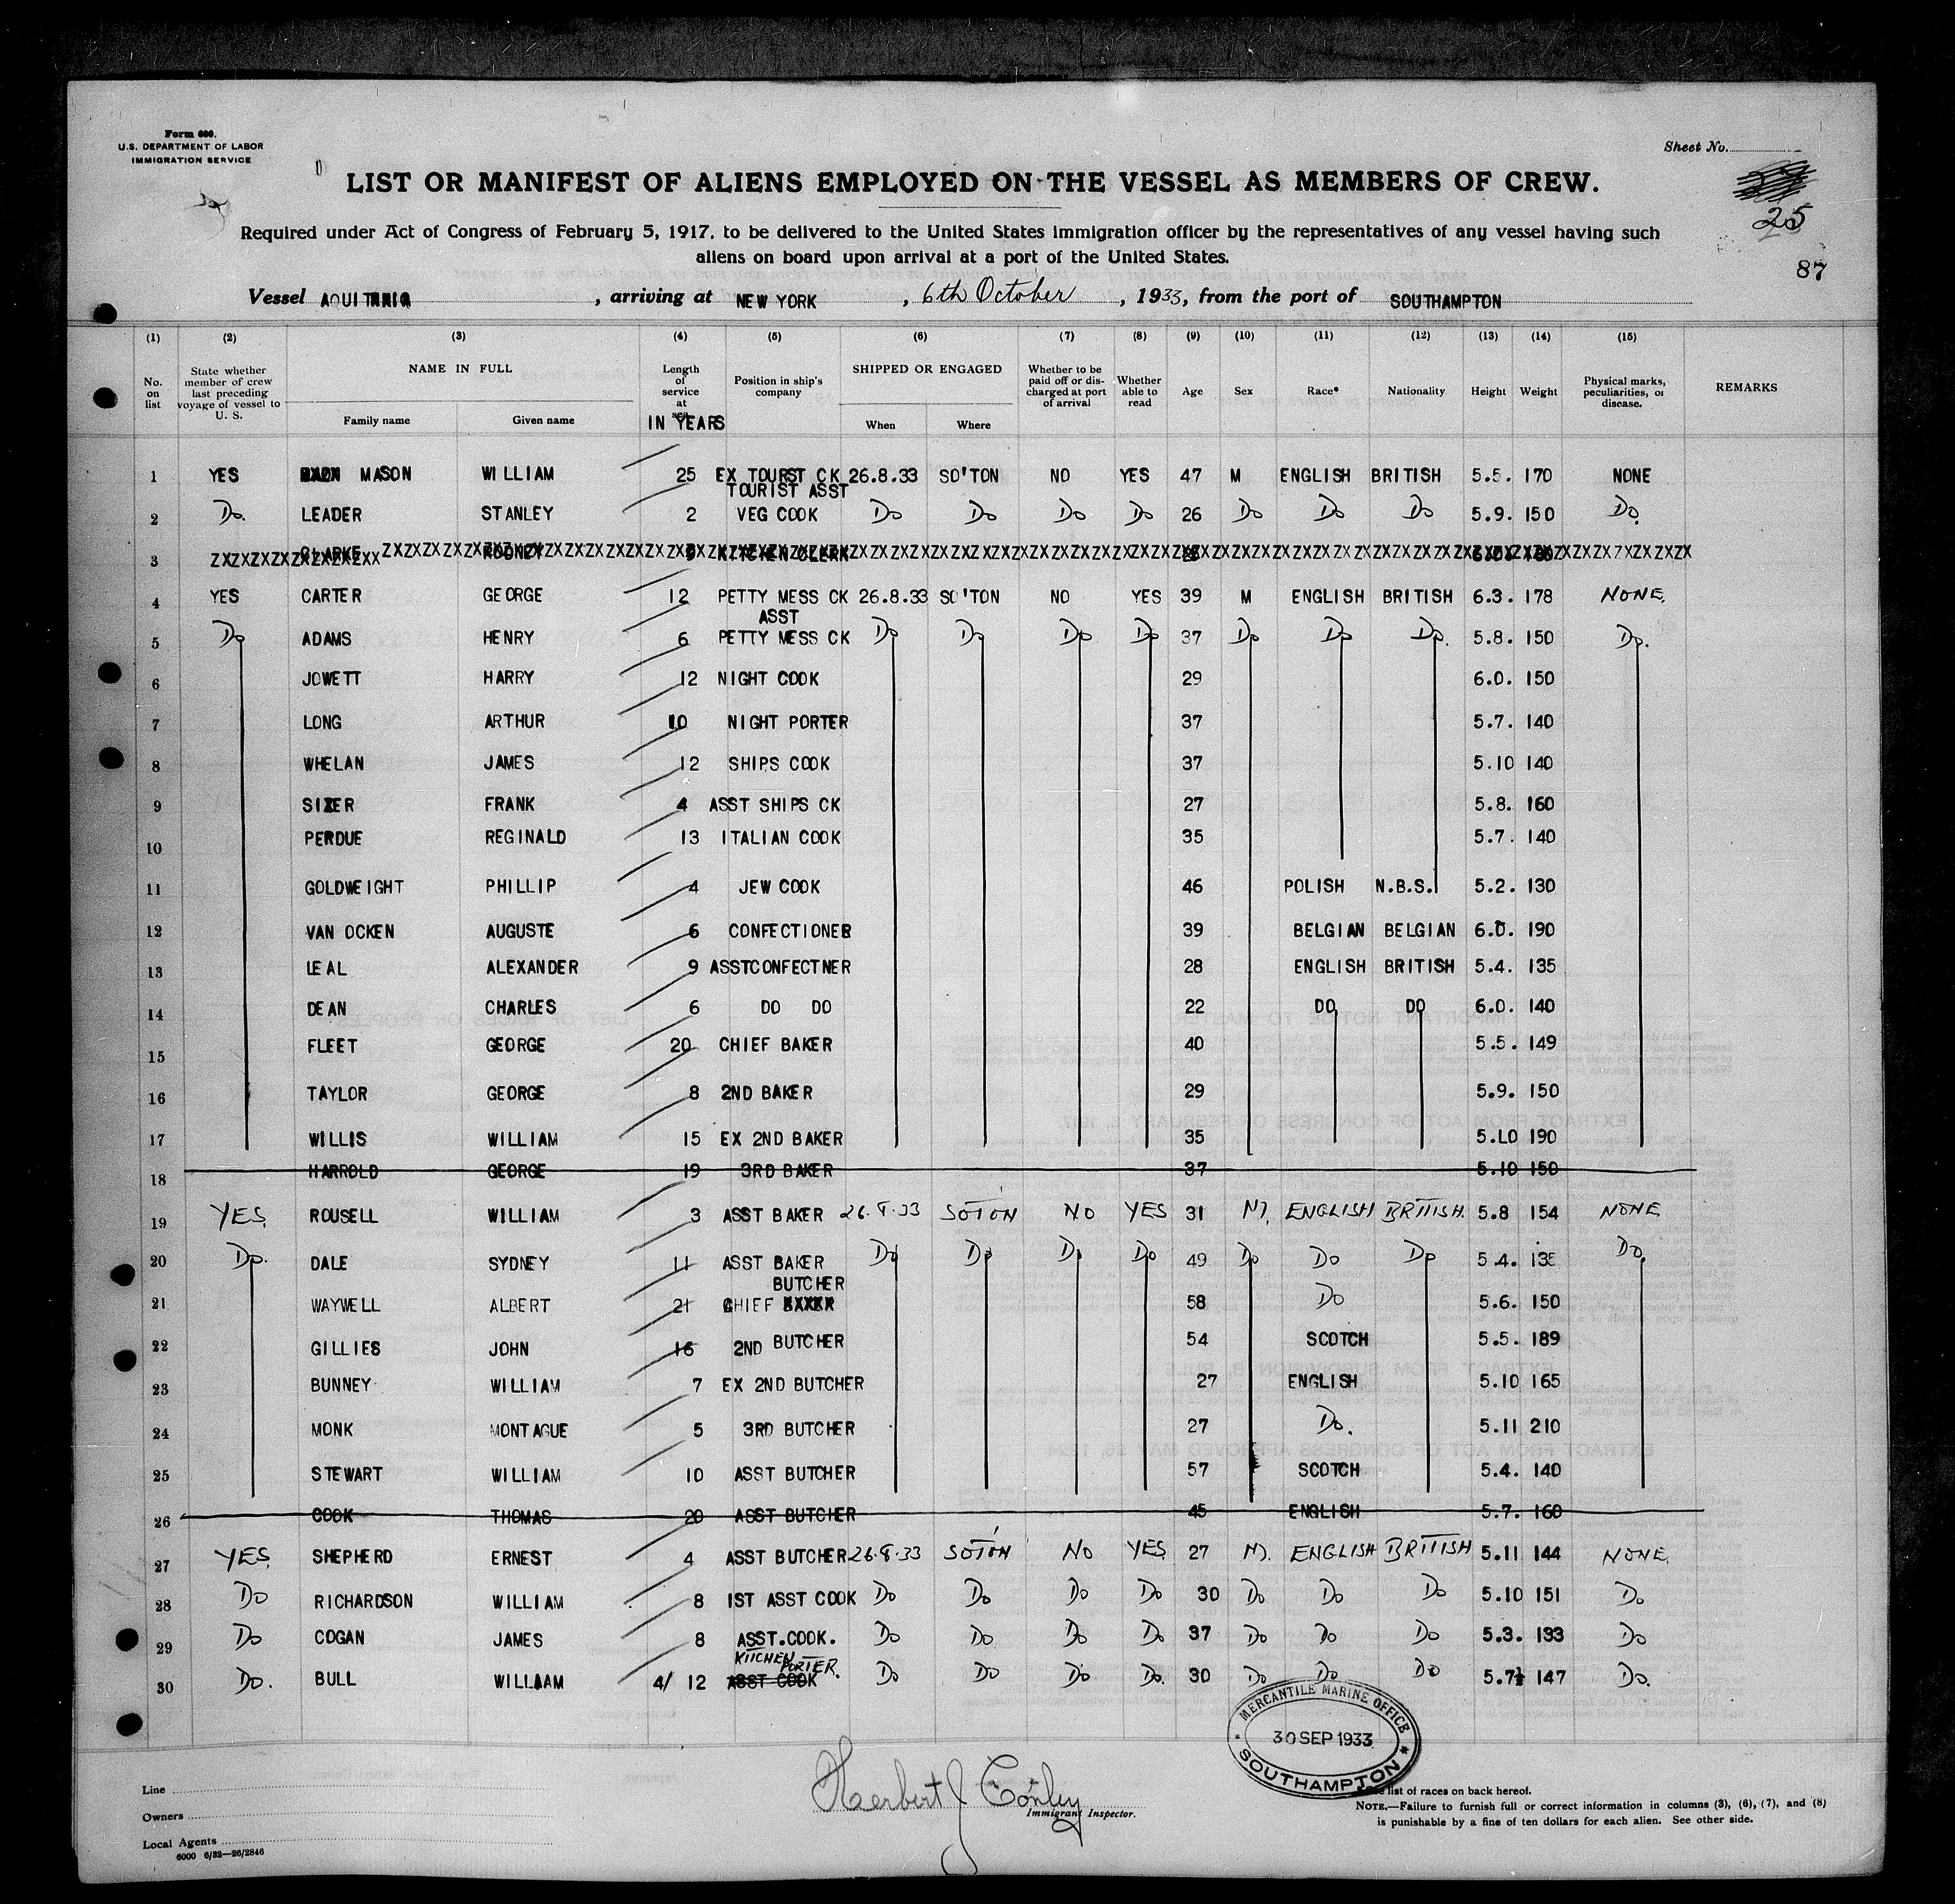 Form 680.
U.S. DEPARTMENT OF LABOR
IMMIGRATION SERVICE
Sheet No.
LIST OR MANIFEST OF ALIENS EMPLOYED ON THE VESSEL AS MEMBERS OF CREW.
25
Required under Act of Congress of February 5, 1917, to be delivered to the United States immigration officer by the representatives of any vessel having such
aliens on board upon arrival at a port of the United States.
87
Vessel AQUITANIA, arriving at NEW YORK, 6th October, 1933, from the port of SOUTHAMPTON
(1) (2) (3) (4) (5) (6) (7) (8) (9) (10) (11) (12) (13) (14) (15)
No. on list State whether member of crew last preceding voyage of vessel to U. S. NAME IN FULL Family name Given name Length of service at sea IN YEARS Position in ship's company SHIPPED OR ENGAGED When Where Whether to be paid off or discharged at port of arrival Whether able to read Age Sex Race* Nationality Height Weight Physical marks, peculiarities, or disease. REMARKS
1 YES MASON WILLIAM 25 EX TOURST CK 26.8.33 SO'TON NO YES 47 M ENGLISH BRITISH 5.5. 170 NONE
TOURIST ASST
2 Do. LEADER STANLEY 2 VEG COOK Do Do Do Do 26 Do Do Do 5.9. 150 Do.
3 CLARKE RODNEY KITCHEN CLERK
4 YES CARTER GEORGE 12 PETTY MESS CK 26.8.33 SO'TON NO YES 39 M ENGLISH BRITISH 6.3. 178 NONE.
ASST
5 Do ADAMS HENRY 6 PETTY MESS CK Do Do Do Do 37 Do Do Do. 5.8. 150 Do.
6 JOWETT HARRY 12 NIGHT COOK 29 6.0. 150
7 LONG ARTHUR 10 NIGHT PORTER 37 5.7. 140
8 WHELAN JAMES 12 SHIPS COOK 37 5.10 140
9 SIZER FRANK 4 ASST SHIPS CK 27 5.8. 160
10 PERDUE REGINALD 13 ITALIAN COOK 35 5.7. 140
11 GOLDWEIGHT PHILLIP 4 JEW COOK 46 POLISH N.B.S. 5.2. 130
12 VAN OCKEN AUGUSTE 6 CONFECTIONER 39 BELGIAN BELGIAN 6.0. 190
13 LEAL ALEXANDER 9 ASSTCONFECTNER 28 ENGLISH BRITISH 5.4. 135
14 DEAN CHARLES 6 DO DO 22 DO DO 6.0. 140
15 FLEET GEORGE 20 CHIEF BAKER 40 5.5. 149
16 TAYLOR GEORGE 8 2ND BAKER 29 5.9. 150
17 WILLIS WILLIAM 15 EX 2ND BAKER 35 5.10 190
18 HARROLD GEORGE 19 3RD BAKER 37 5.10 150
19 YES. ROUSELL WILLIAM 3 ASST BAKER 26.8.33 SOTON NO YES 31 M. ENGLISH BRITISH. 5.8 154 NONE
20 Do. DALE SYDNEY 11 ASST BAKER Do Do Do Do 49 Do Do Do 5.4. 135 Do.
BUTCHER
21 WAYWELL ALBERT 21 CHIEF XXXXX 58 Do 5.6. 150
22 GILLIES JOHN 16 2ND BUTCHER 54 SCOTCH 5.5. 189
23 BUNNEY WILLIAM 7 EX 2ND BUTCHER 27 ENGLISH 5.10 165
24 MONK MONTAGUE 5 3RD BUTCHER 27 Do. 5.11 210
25 STEWART WILLIAM 10 ASST BUTCHER 57 SCOTCH 5.4. 140
26 COOK THOMAS 20 ASST BUTCHER 45 ENGLISH 5.7. 160
27 YES. SHEPHERD ERNEST 4 ASST BUTCHER 26.8.33 SOTON NO YES. 27 M. ENGLISH BRITISH 5.11 144 NONE.
28 Do RICHARDSON WILLIAM 8 1ST ASST COOK Do Do Do Do 30 Do Do Do 5.10 151 Do.
29 Do COGAN JAMES 8 ASST.COOK. Do Do Do Do 37 Do Do Do 5.3. 133 Do
KITCHEN PORTER.
30 Do. BULL WILLIAM 4/ 12 ASST COOK Do Do Do Do. 30 Do Do Do 5.7½ 147 Do.
MERCANTILE MARINE OFFICE
30 SEP 1933
SOUTHAMPTON
Herbert J Conley
Immigrant Inspector.
Line
Owners
Local Agents
6000 6/32—26/2846
list of races on back hereof.
NOTE.—Failure to furnish full or correct information in columns (3), (6), (7), and (8)
is punishable by a fine of ten dollars for each alien. See other side.